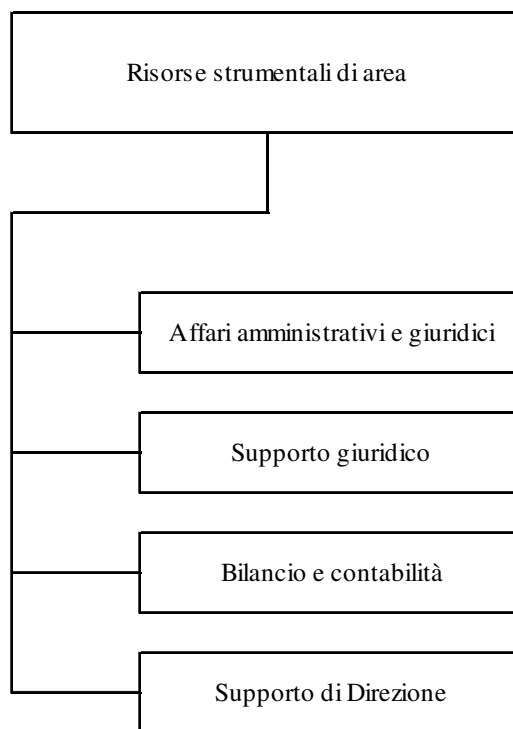 Risorse strumentali di area
Affari amministrativi e giuridici
Supporto giuridico
Bilancio e contabilità
Supporto di Direzione